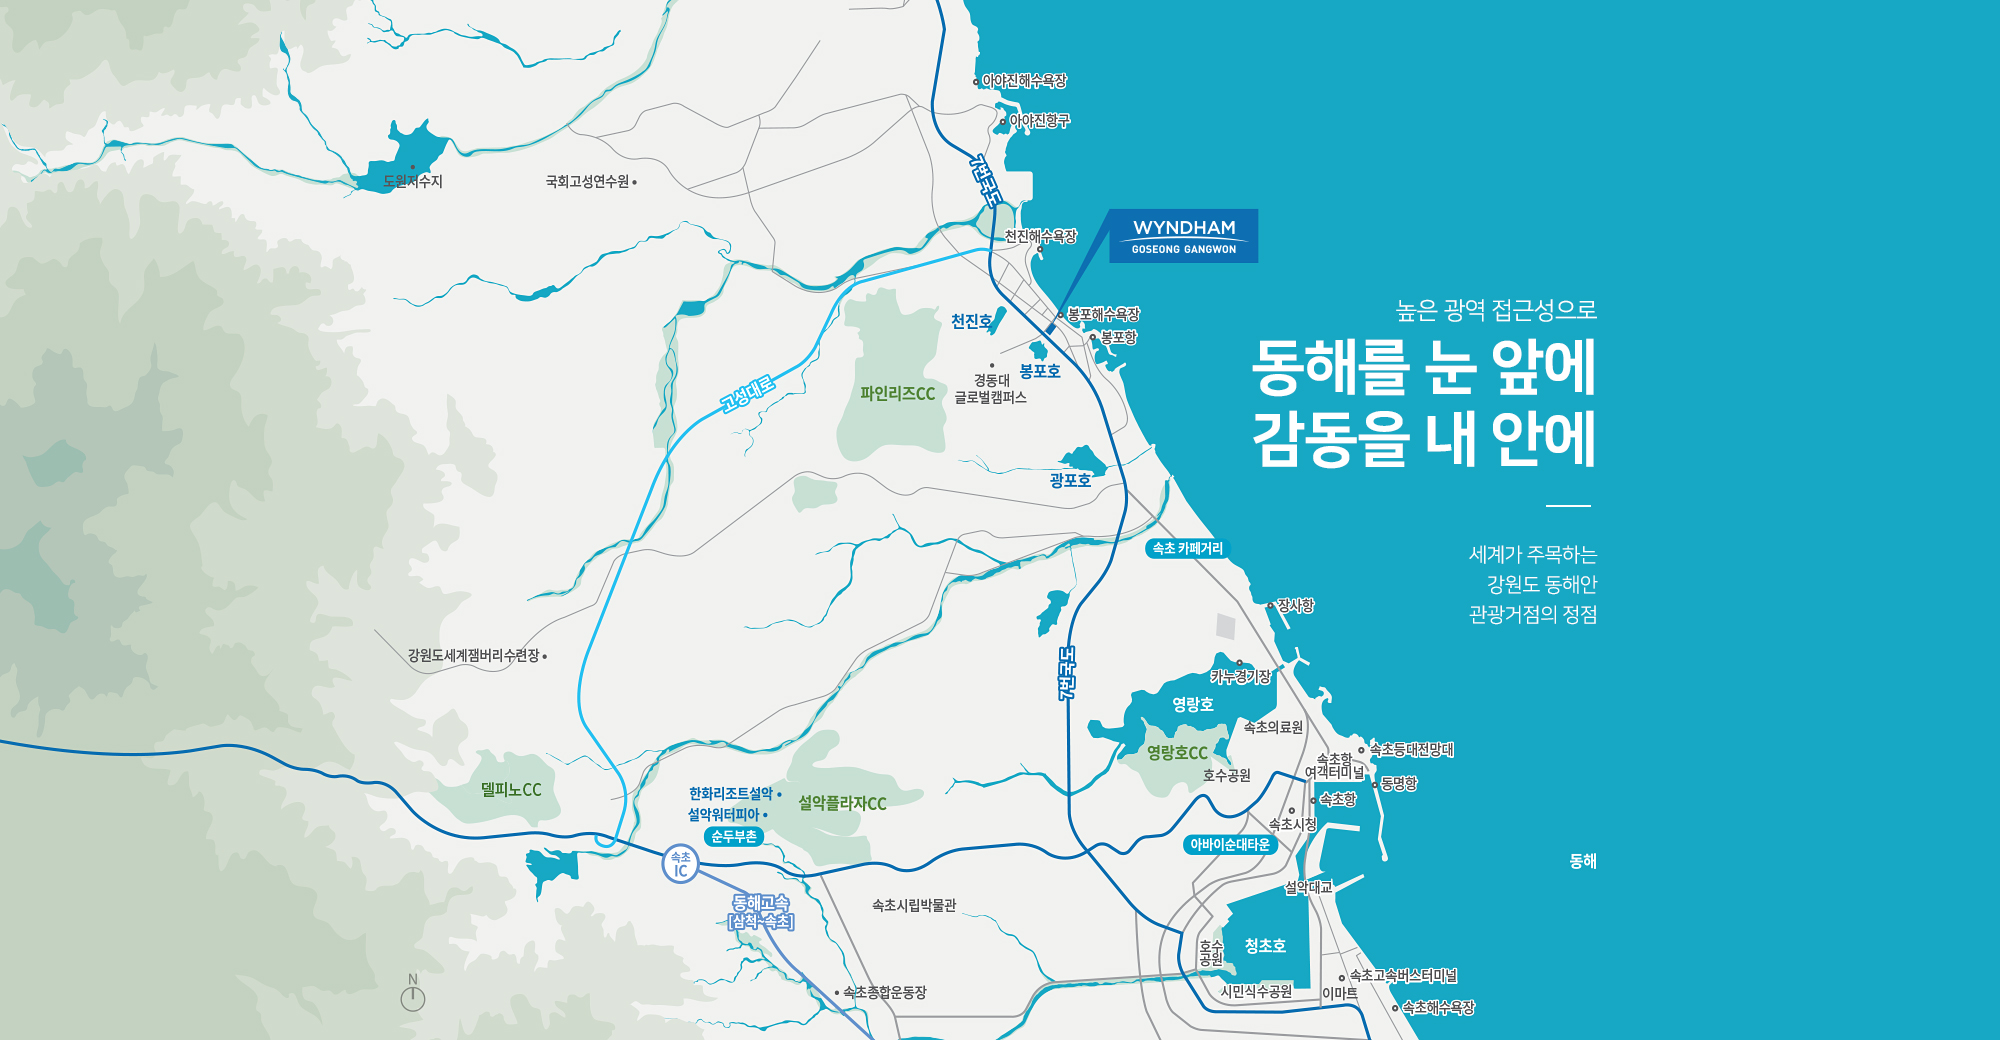 아야진해수욕장
아야진항구
7번국도
도원저수지
국회고성연수원
WYNDHAM
GOSEONG GANGWON
천진해수욕장
높은 광역 접근성으로
동해를 눈 앞에
감동을 내 안에
세계가 주목하는
강원도 동해안
관광거점의 정점
천진호
봉포해수욕장
봉포항
봉포호
경동대
글로벌캠퍼스
고성대로
파인리즈CC
광포호
속초 카페거리
장사항
강원도세계잼버리수련장
7번국도
카누경기장
영랑호
속초의료원
영랑호CC
호수공원
속초등대전망대
속초항
여객터미널
동명항
속초항
속초시청
델피노CC
한화리조트설악
설악워터피아
순두부촌
설악플라자CC
아바이순대타운
동해
속초
IC
설악대교
동해고속
[삼척~속초]
속초시립박물관
호수
공원
청초호
N
속초종합운동장
시민식수공원
이마트
속초고속버스터미널
속초해수욕장